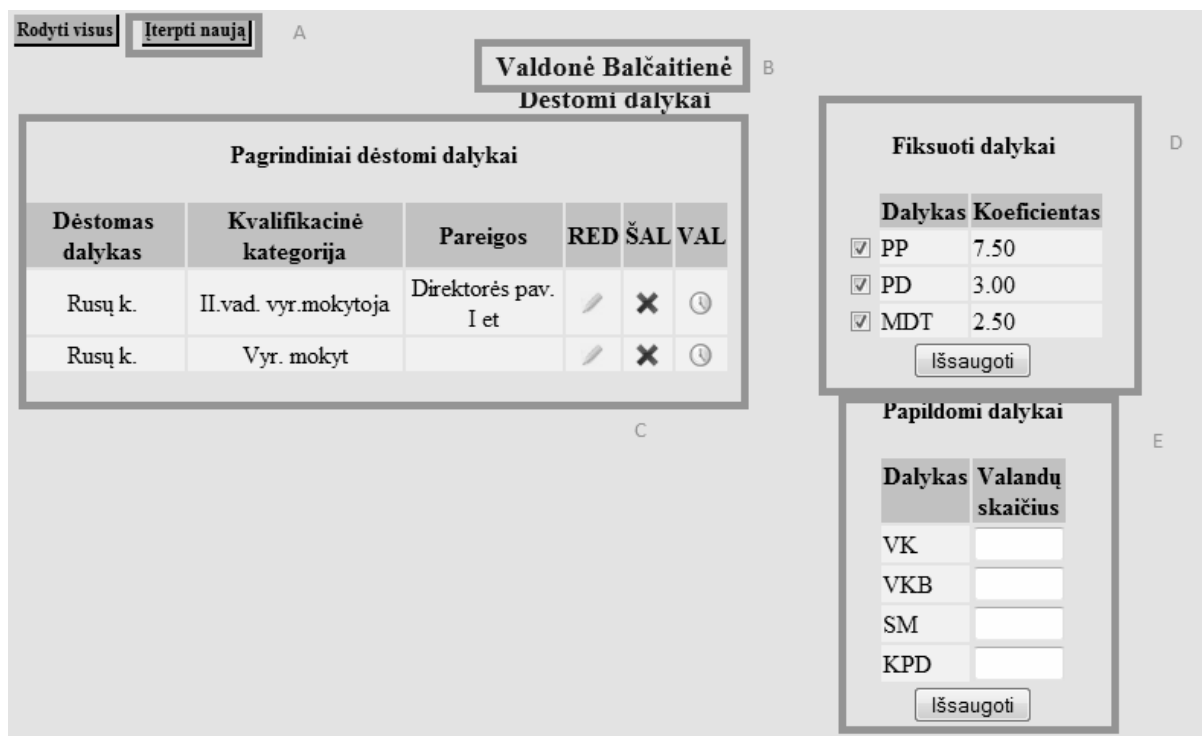 Rodyti visus Įterpti naują A
Valdonė Balčaitienė B
Dėstomi dalykai
Pagrindiniai dėstomi dalykai
Dėstomas dalykas Kvalifikacinė kategorija Pareigos RED ŠAL VAL
Rusų k. II.vad. vyr.mokytoja Direktorės pav. I et
Rusų k. Vyr. mokyt
C
Fiksuoti dalykai D
Dalykas Koeficientas
PP 7.50
PD 3.00
MDT 2.50
Išsaugoti
Papildomi dalykai
E
Dalykas Valandų skaičius
VK
VKB
SM
KPD
Išsaugoti